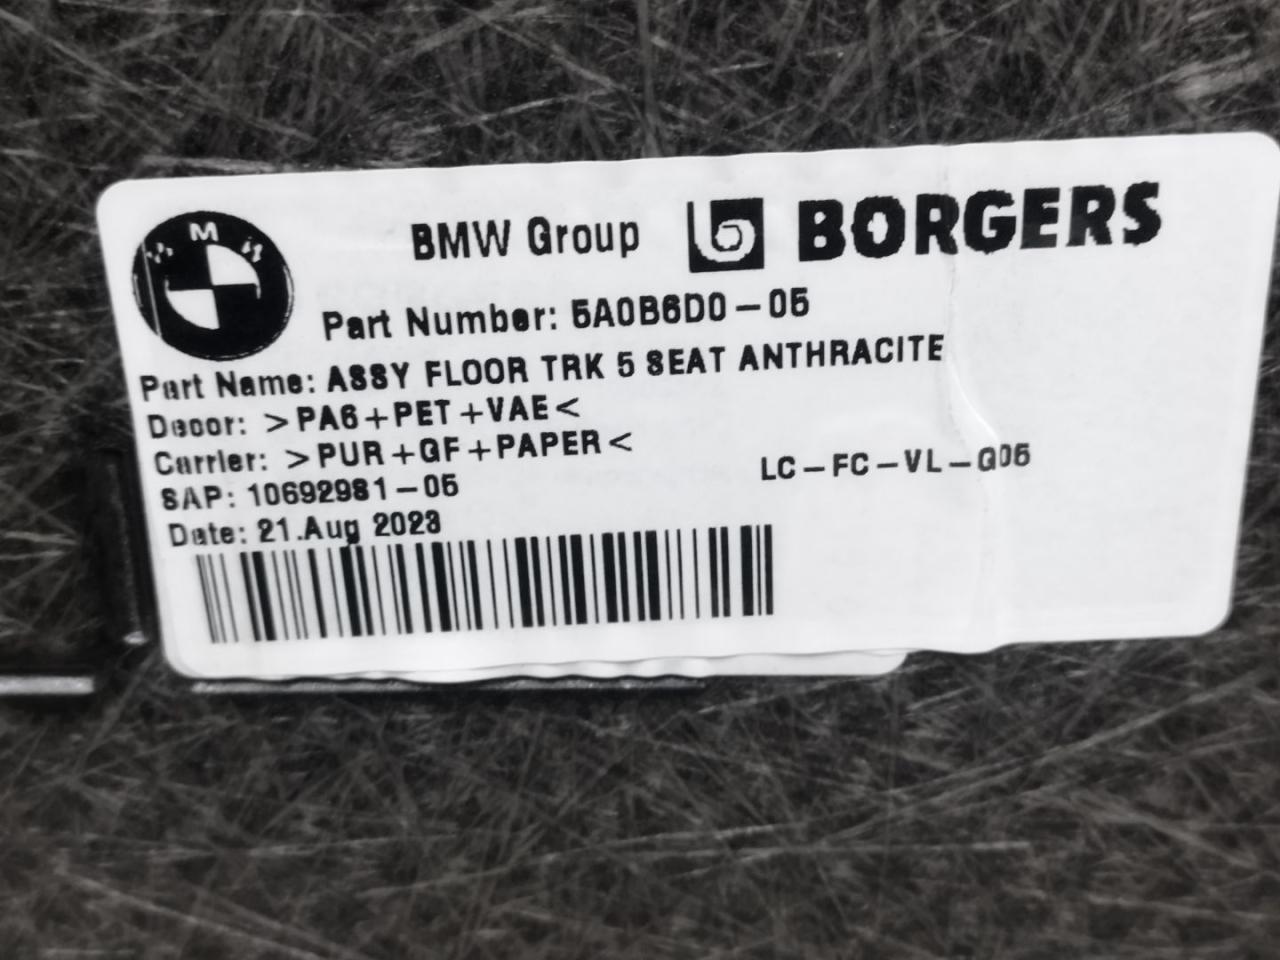 BMW Group BORGERS
Part Number: 5A0B6D0-05
Part Name: ASSY FLOOR TRK 5 SEAT ANTHRACITE
Decor: >PA6+PET+VAE<
Carrier: >PUR+GF+PAPER<
LC-FC-VL-G05
SAP: 10692981-05
Date: 21.Aug 2023